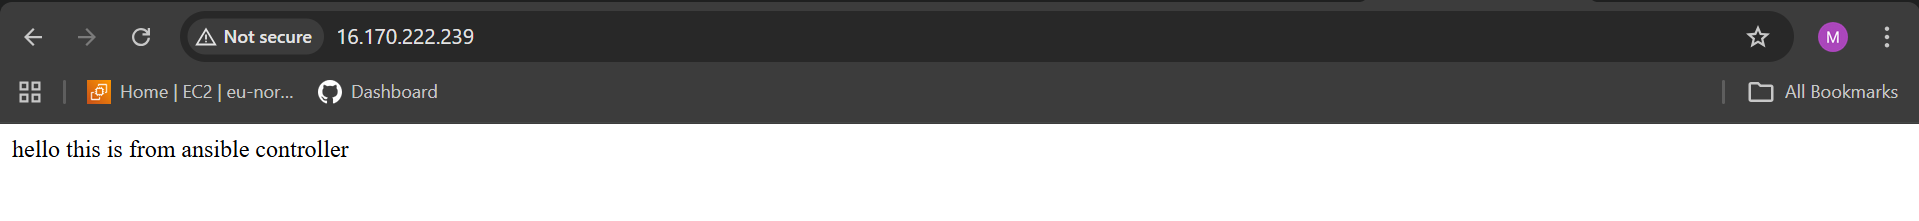 Not secure 16.170.222.239 M
Home | EC2 | eu-nor... Dashboard All Bookmarks
hello this is from ansible controller